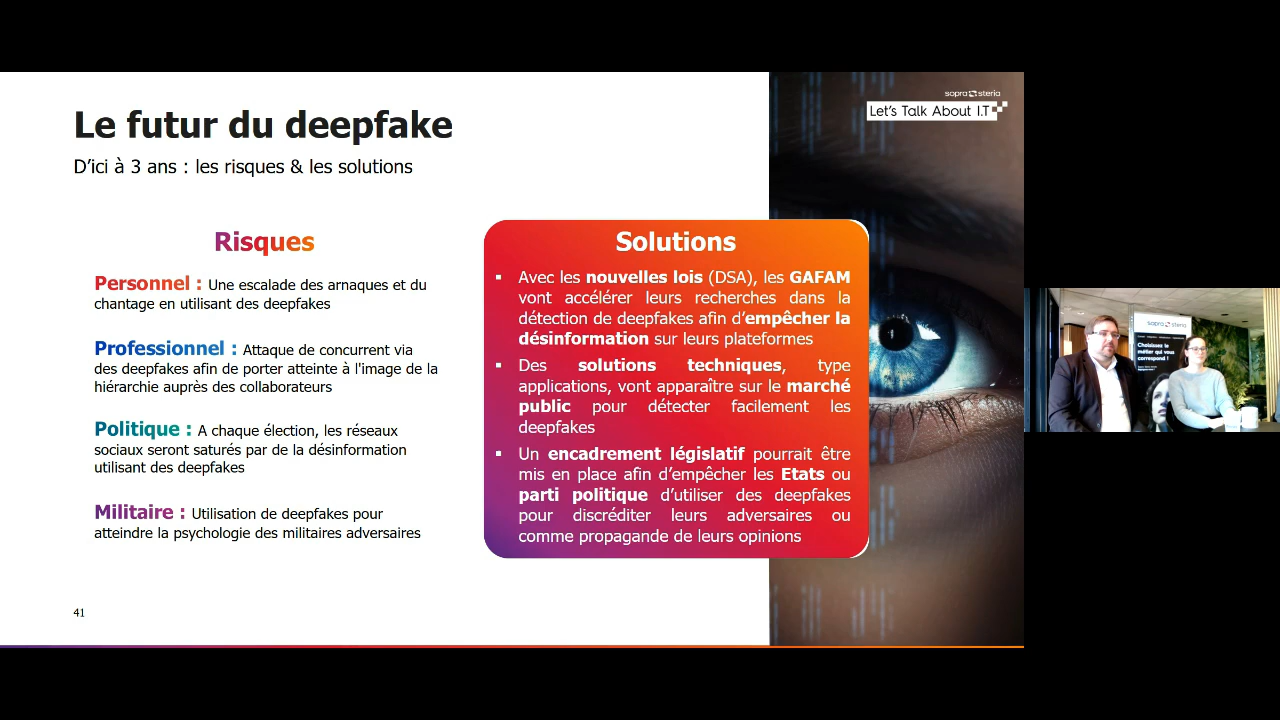 sopra steria
Let's Talk About I.T
Le futur du deepfake
D'ici à 3 ans : les risques & les solutions
Risques
Personnel : Une escalade des arnaques et du
chantage en utilisant des deepfakes
Professionnel : Attaque de concurrent via
des deepfakes afin de porter atteinte à l'image de la
hiérarchie auprès des collaborateurs
Politique : A chaque élection, les réseaux
sociaux seront saturés par de la désinformation
utilisant des deepfakes
Militaire : Utilisation de deepfakes pour
atteindre la psychologie des militaires adversaires
Solutions
▪ Avec les nouvelles lois (DSA), les GAFAM
vont accélérer leurs recherches dans la
détection de deepfakes afin d'empêcher la
désinformation sur leurs plateformes
▪ Des solutions techniques, type
applications, vont apparaître sur le marché
public pour détecter facilement les
deepfakes
▪ Un encadrement législatif pourrait être
mis en place afin d'empêcher les Etats ou
parti politique d'utiliser des deepfakes
pour discréditer leurs adversaires ou
comme propagande de leurs opinions
41
sopra steria
Choisissez le
métier qui vous
correspond !